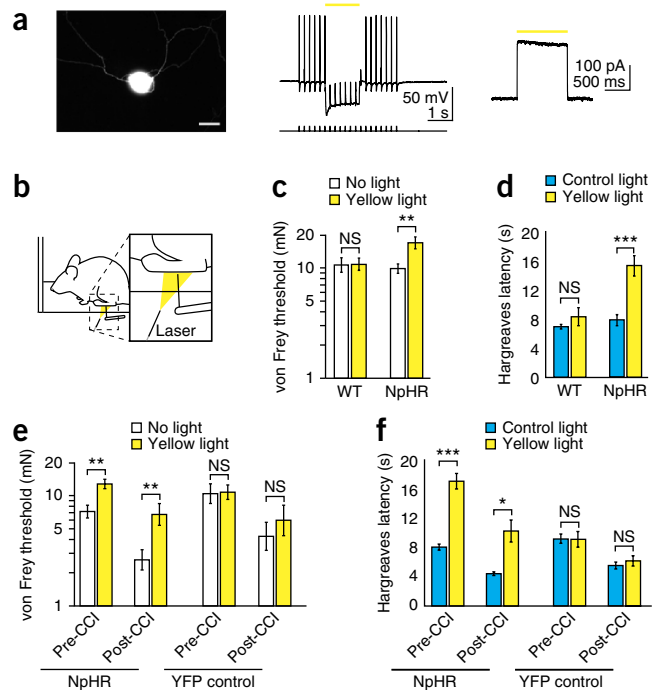 a
50 mV
1 s
100 pA
500 ms
b
Laser
c
No light
Yellow light
von Frey threshold (mN)
20
10
5
1
NS
**
WT
NpHR
d
Control light
Yellow light
Hargreaves latency (s)
20
16
12
8
4
0
NS
***
WT
NpHR
e
No light
Yellow light
von Frey threshold (mN)
20
10
5
1
**
**
NS
NS
Pre-CCI
Post-CCI
Pre-CCI
Post-CCI
NpHR
YFP control
f
Control light
Yellow light
Hargreaves latency (s)
20
16
12
8
4
0
***
*
NS
NS
Pre-CCI
Post-CCI
Pre-CCI
Post-CCI
NpHR
YFP control